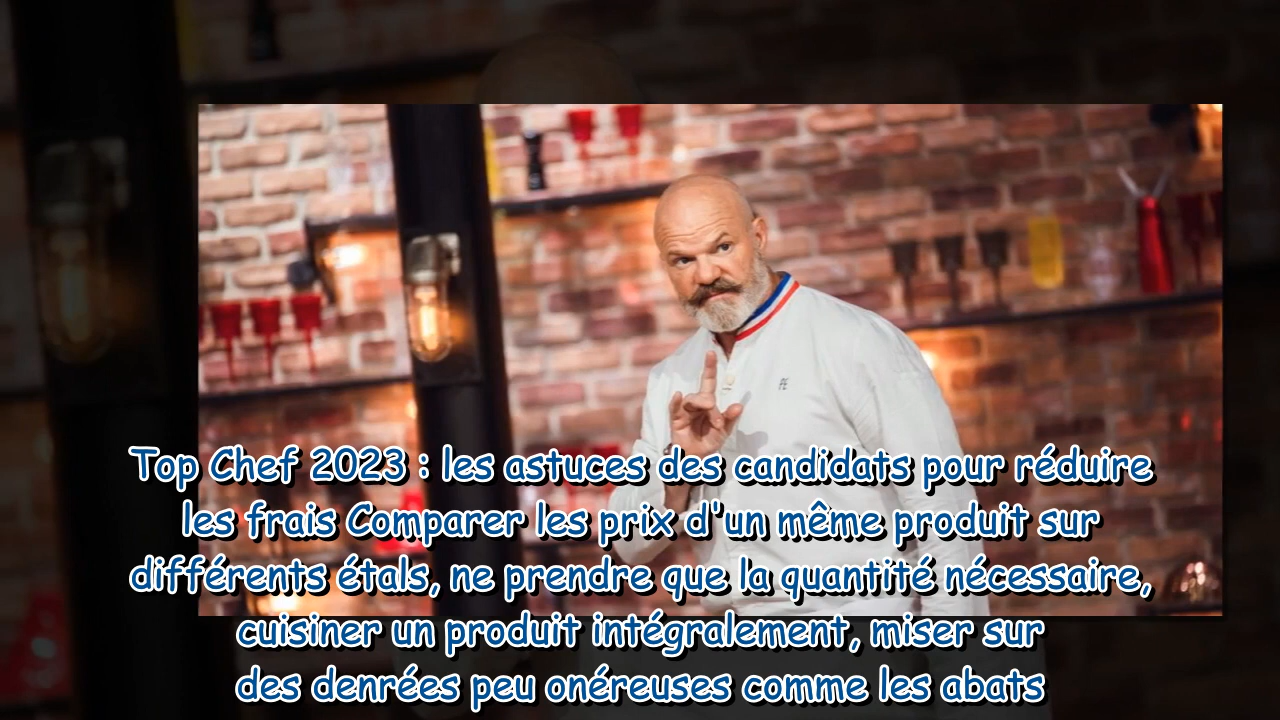 Top Chef 2023 : les astuces des candidats pour réduire
les frais Comparer les prix d'un même produit sur
différents étals, ne prendre que la quantité nécessaire,
cuisiner un produit intégralement, miser sur
des denrées peu onéreuses comme les abats